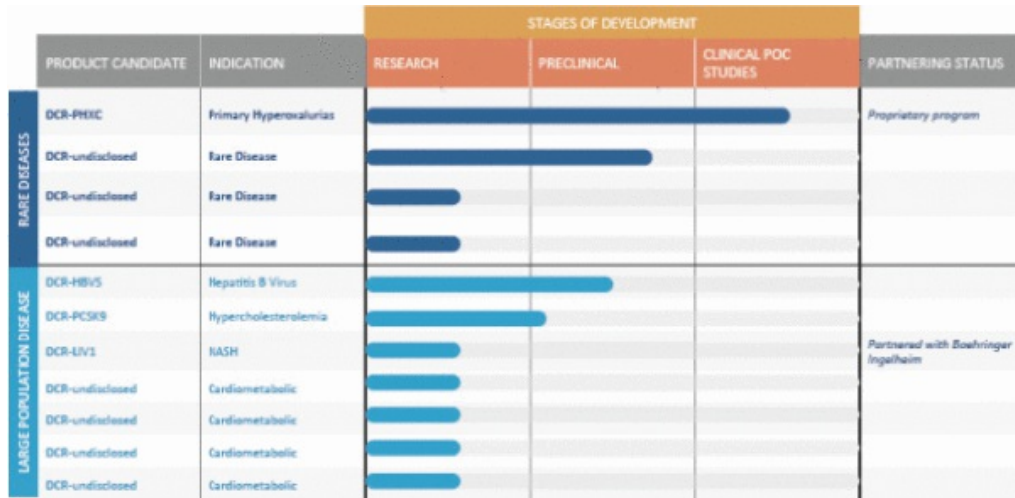 STAGES OF DEVELOPMENT
PRODUCT CANDIDATE INDICATION RESEARCH PRECLINICAL CLINICAL POC STUDIES PARTNERING STATUS
RARE DISEASES
DCR-PHXC Primary Hyperoxalurias Proprietary program
DCR-undisclosed Rare Disease
DCR-undisclosed Rare Disease
DCR-undisclosed Rare Disease
LARGE POPULATION DISEASE
DCR-HBVS Hepatitis B Virus
DCR-PCSK9 Hypercholesterolemia
DCR-LIV1 NASH Partnered with Boehringer Ingelheim
DCR-undisclosed Cardiometabolic
DCR-undisclosed Cardiometabolic
DCR-undisclosed Cardiometabolic
DCR-undisclosed Cardiometabolic